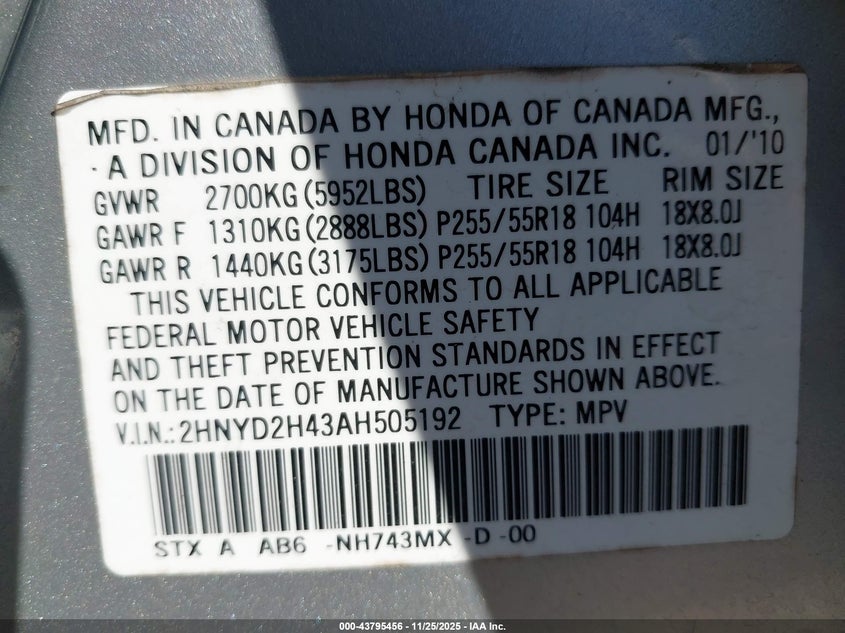 MFD. IN CANADA BY HONDA OF CANADA MFG.,
A DIVISION OF HONDA CANADA INC. 01/'10
GVWR 2700KG (5952LBS) TIRE SIZE RIM SIZE
GAWR F 1310KG (2888LBS) P255/55R18 104H 18X8.0J
GAWR R 1440KG (3175LBS) P255/55R18 104H 18X8.0J
THIS VEHICLE CONFORMS TO ALL APPLICABLE
FEDERAL MOTOR VEHICLE SAFETY
AND THEFT PREVENTION STANDARDS IN EFFECT
ON THE DATE OF MANUFACTURE SHOWN ABOVE.
V.I.N.: 2HNYD2H43AH505192 TYPE: MPV
STX A AB6 -NH743MX -D -00
000-43795456 - 11/25/2025 - IAA Inc.